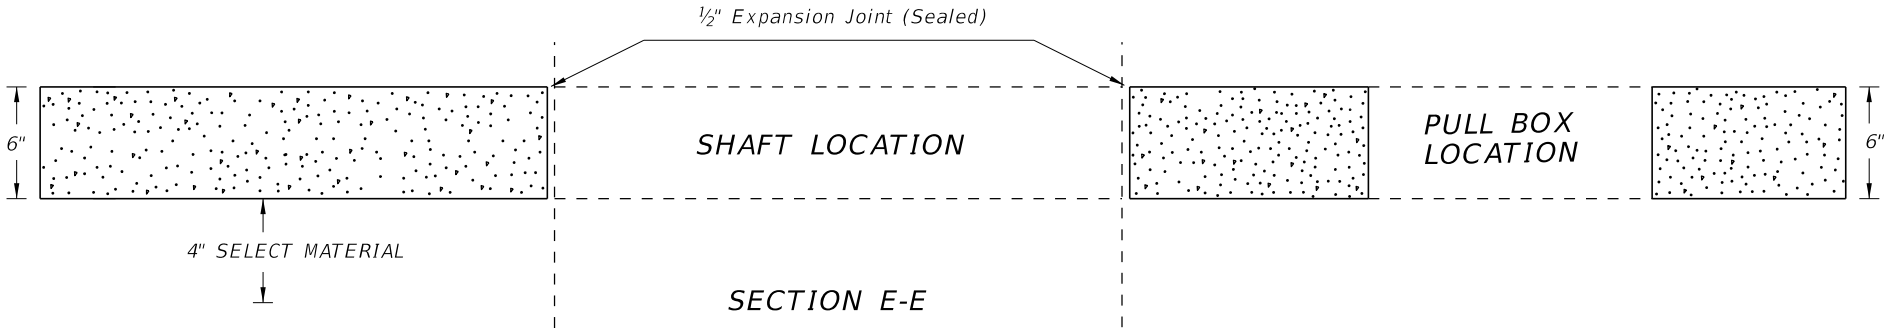 ½" Expansion Joint (Sealed)
6"
SHAFT LOCATION
PULL BOX
LOCATION
6"
4" SELECT MATERIAL
SECTION E-E